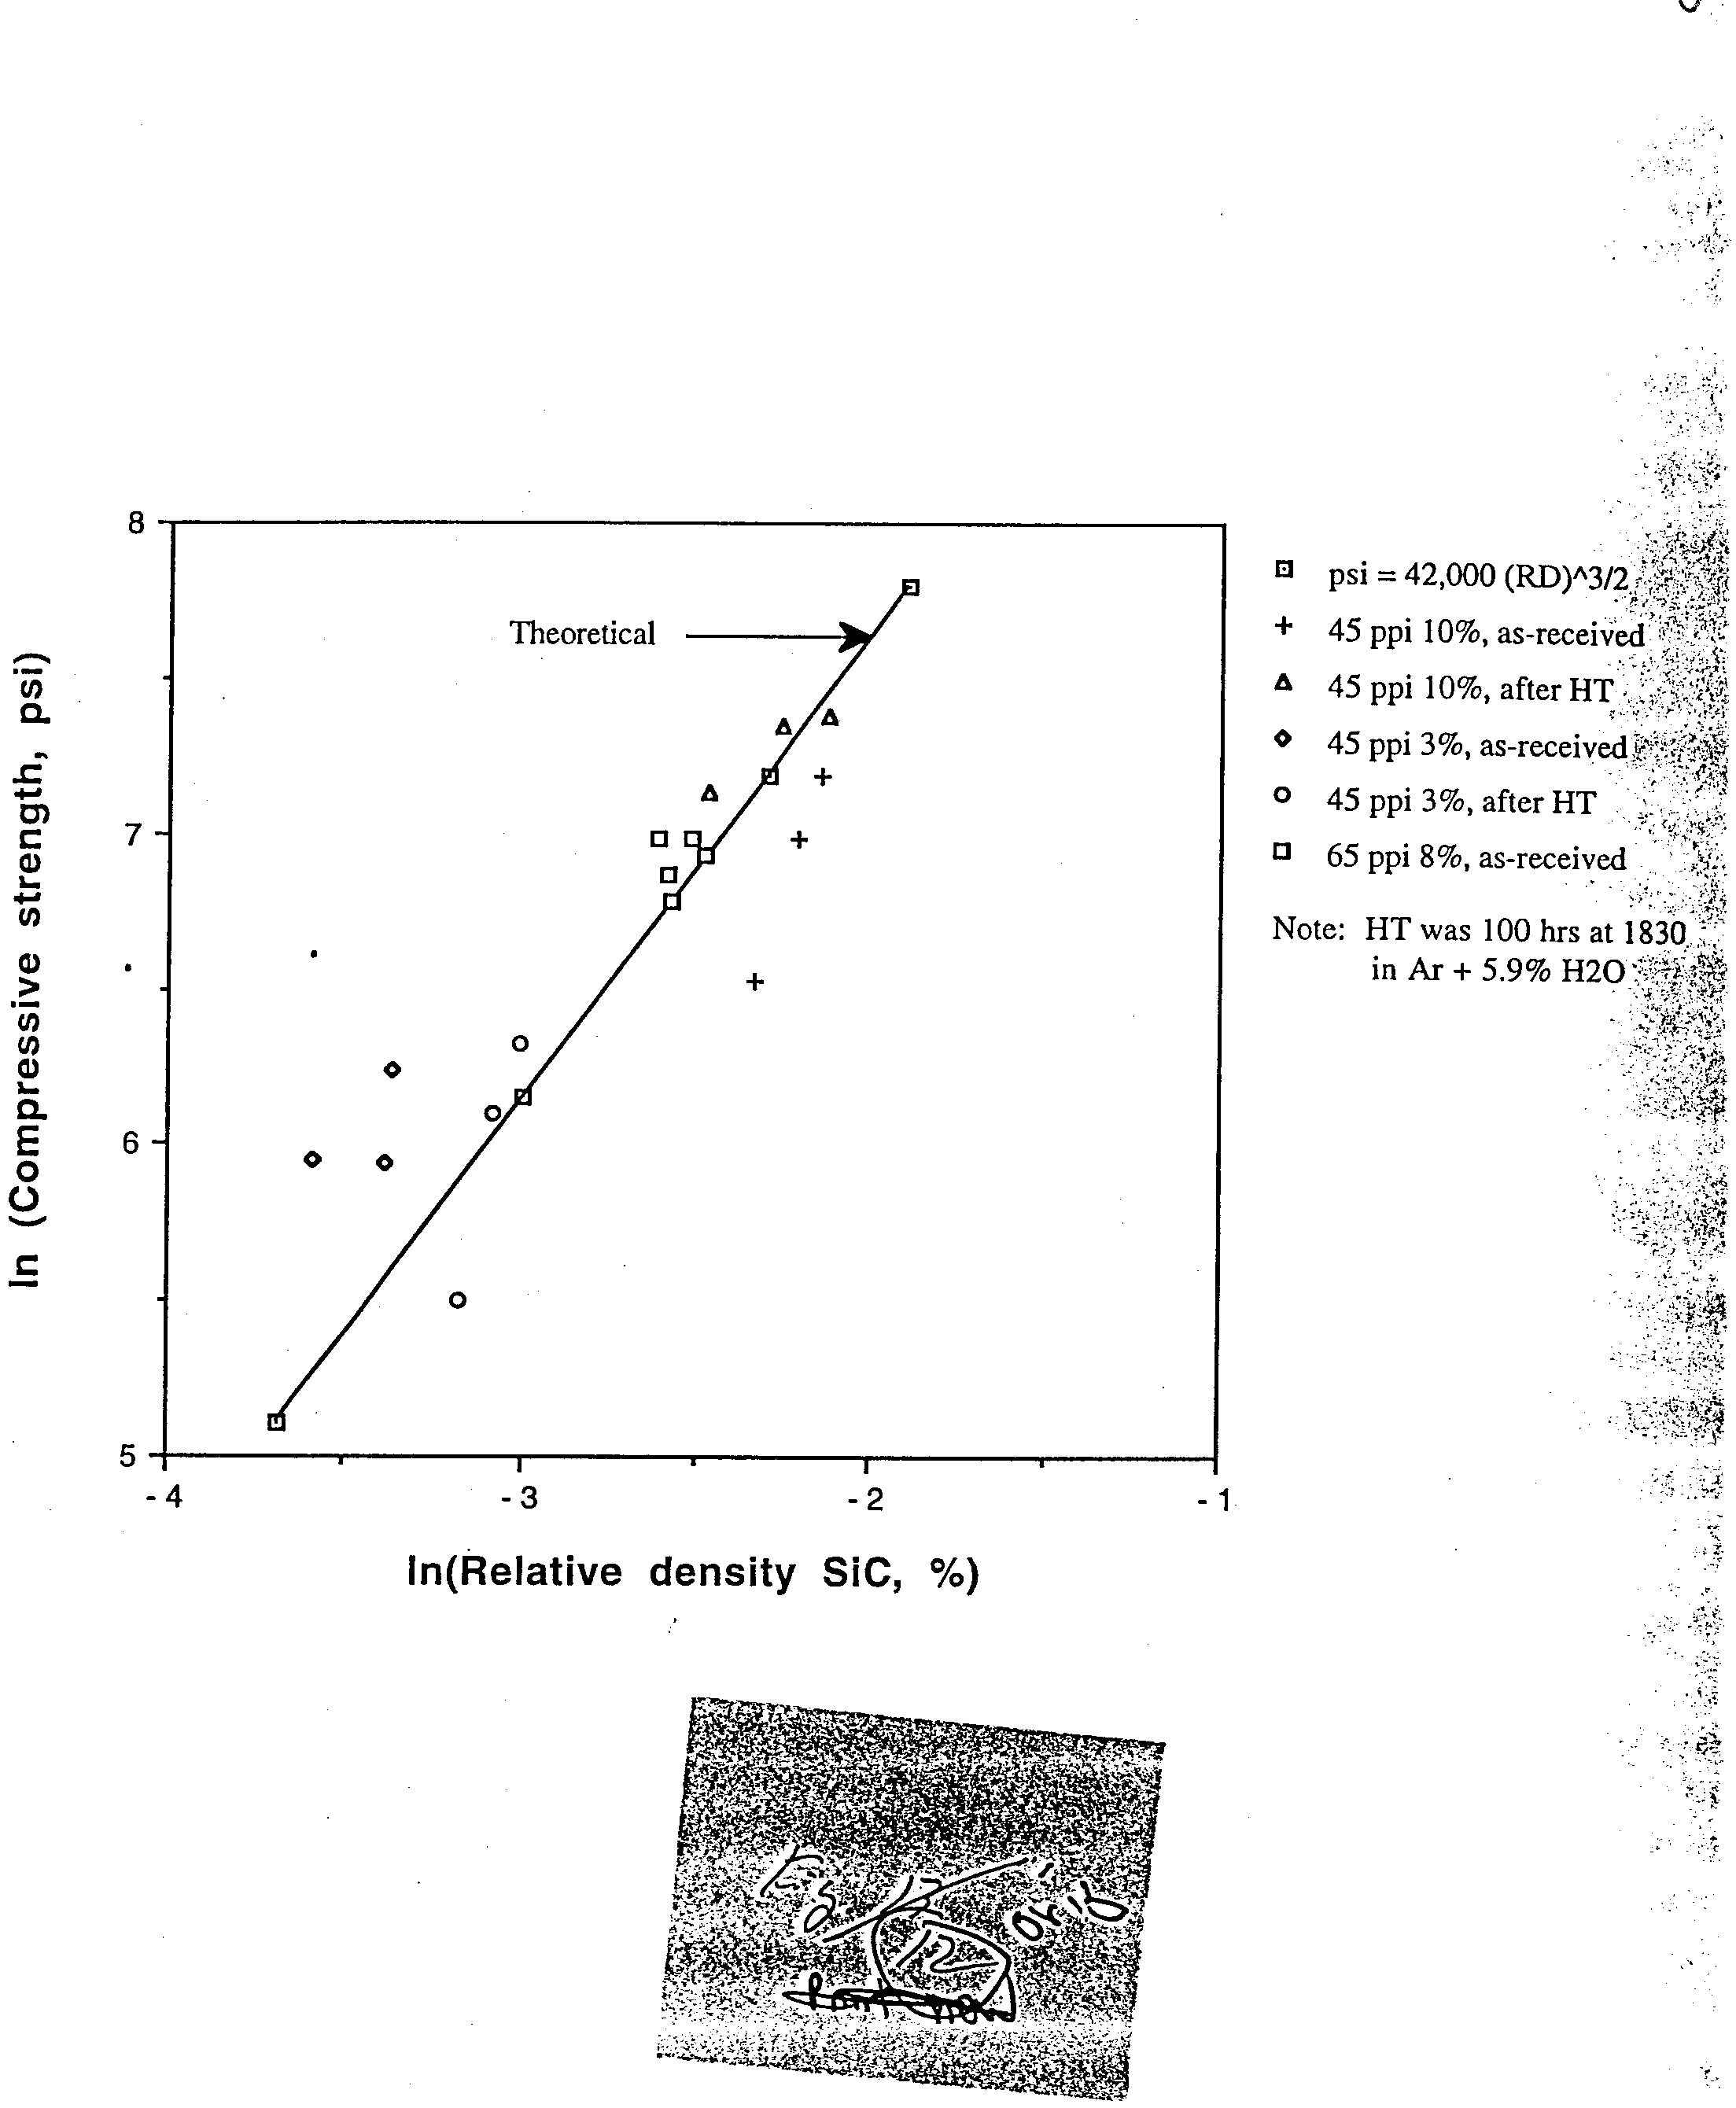 8
7
6
5
-4
-3
-2
-1
ln (Compressive strength, psi)
ln(Relative density SiC, %)
Theoretical
psi = 42,000 (RD)^3/2
45 ppi 10%, as-received
45 ppi 10%, after HT
45 ppi 3%, as-received
45 ppi 3%, after HT
65 ppi 8%, as-received
Note: HT was 100 hrs at 1830
in Ar + 5.9% H2O
Orig